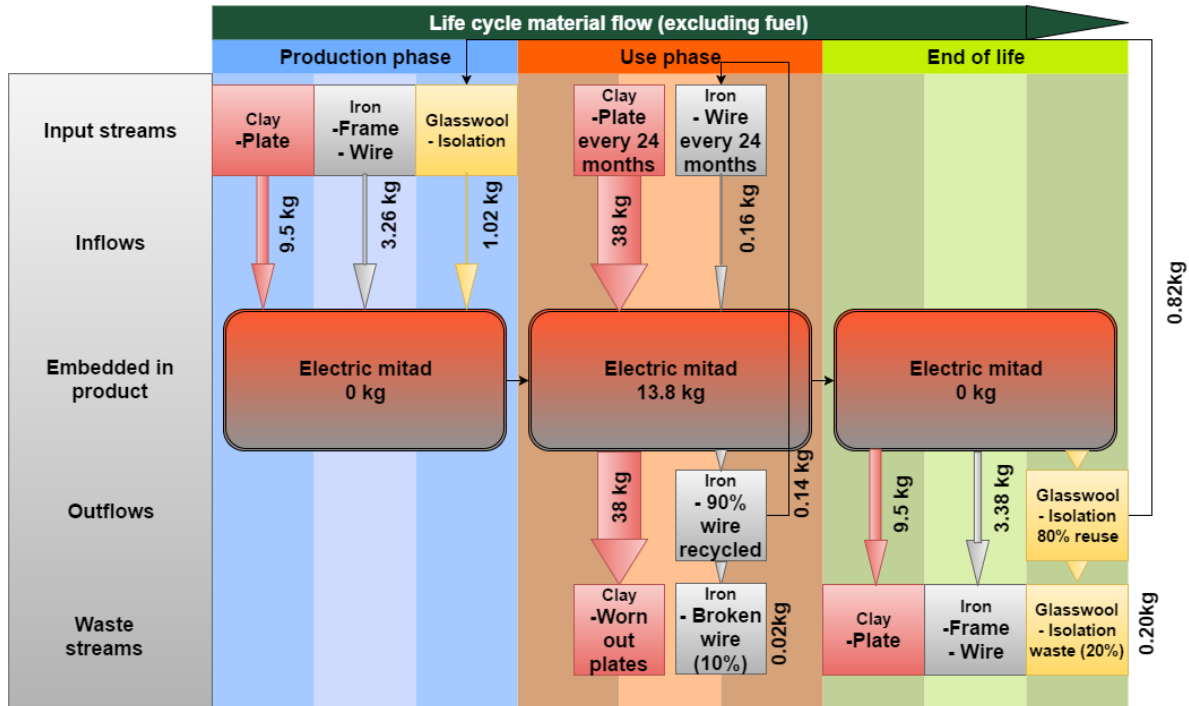 Life cycle material flow (excluding fuel)
Production phase
Use phase
End of life
Input streams
Clay
-Plate
Iron
-Frame
- Wire
Glasswool
- Isolation
Clay
-Plate
every 24
months
Iron
- Wire
every 24
months
Inflows
9.5 kg
3.26 kg
1.02 kg
38 kg
0.16 kg
0.82kg
Embedded in
product
Electric mitad
0 kg
Electric mitad
13.8 kg
Electric mitad
0 kg
Outflows
38 kg
Iron
- 90%
wire
recycled
0.14 kg
9.5 kg
3.38 kg
Glasswool
- Isolation
80% reuse
Waste
streams
Clay
-Worn
out
plates
Iron
- Broken
wire
(10%)
0.02kg
Clay
-Plate
Iron
-Frame
- Wire
Glasswool
- Isolation
waste (20%)
0.20kg